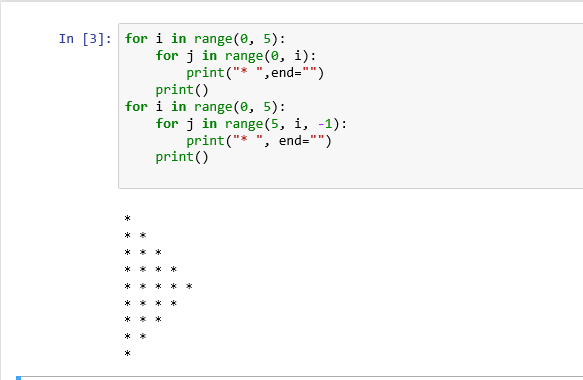 In [3]: for i in range(0, 5):
for j in range(0, i):
print("* ",end="")
print()
for i in range(0, 5):
for j in range(5, i, -1):
print("* ", end="")
print()
*
* *
* * *
* * * *
* * * * *
* * * *
* * *
* *
*